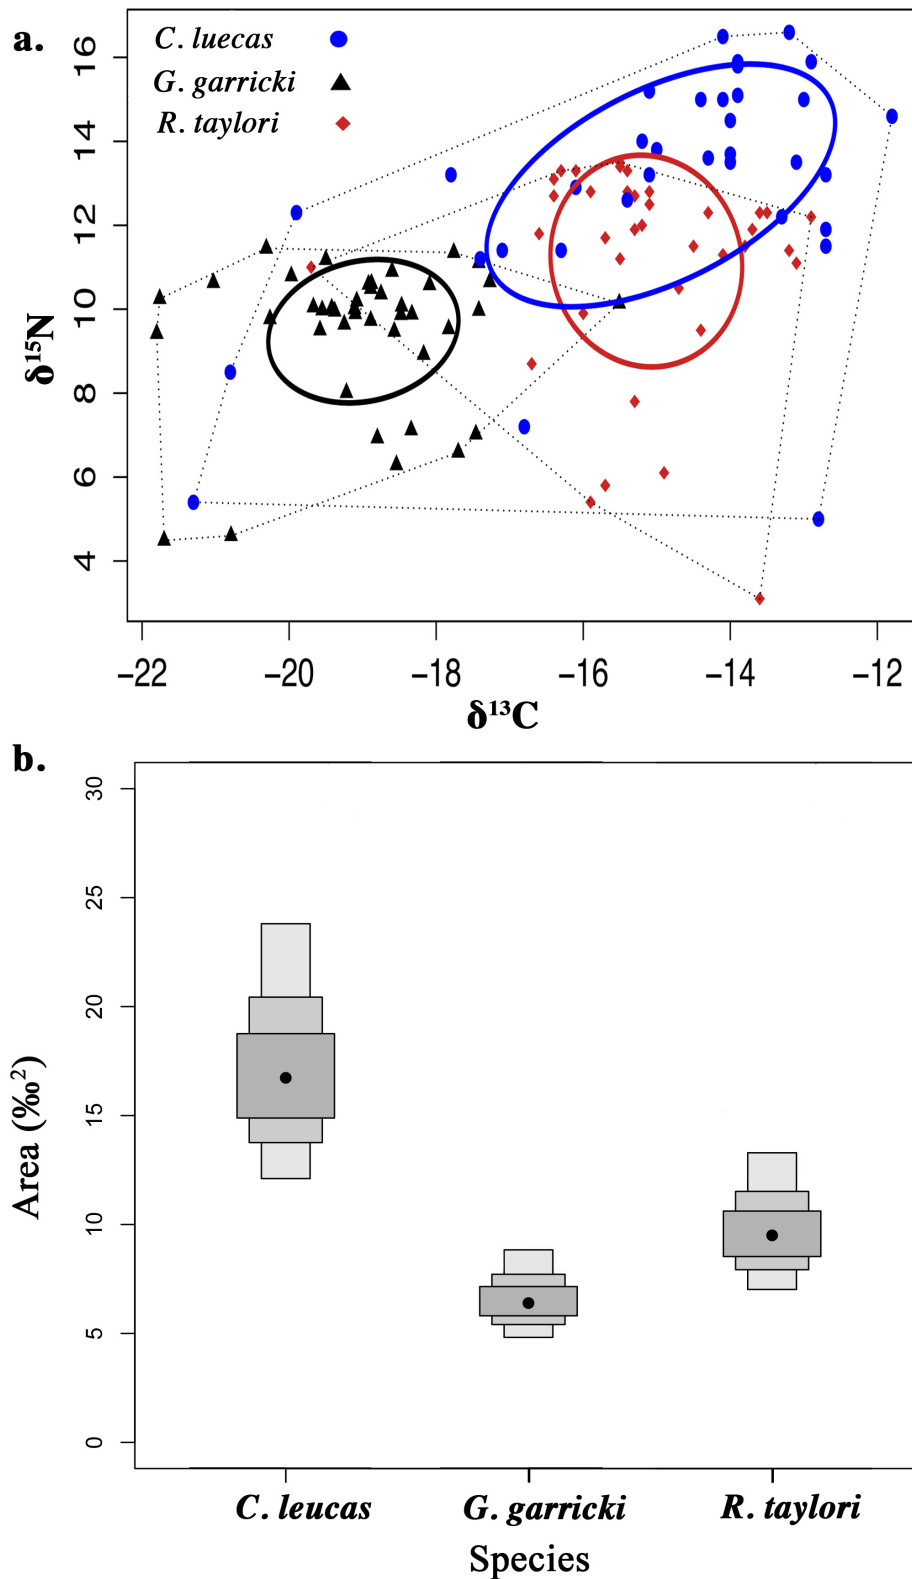 a.
C. luecas
G. garricki
R. taylori
δ¹⁵N
16
14
12
10
8
6
4
−22 −20 −18 −16 −14 −12
δ¹³C
b.
Area (‰²)
30
25
20
15
10
5
0
C. leucas G. garricki R. taylori
Species